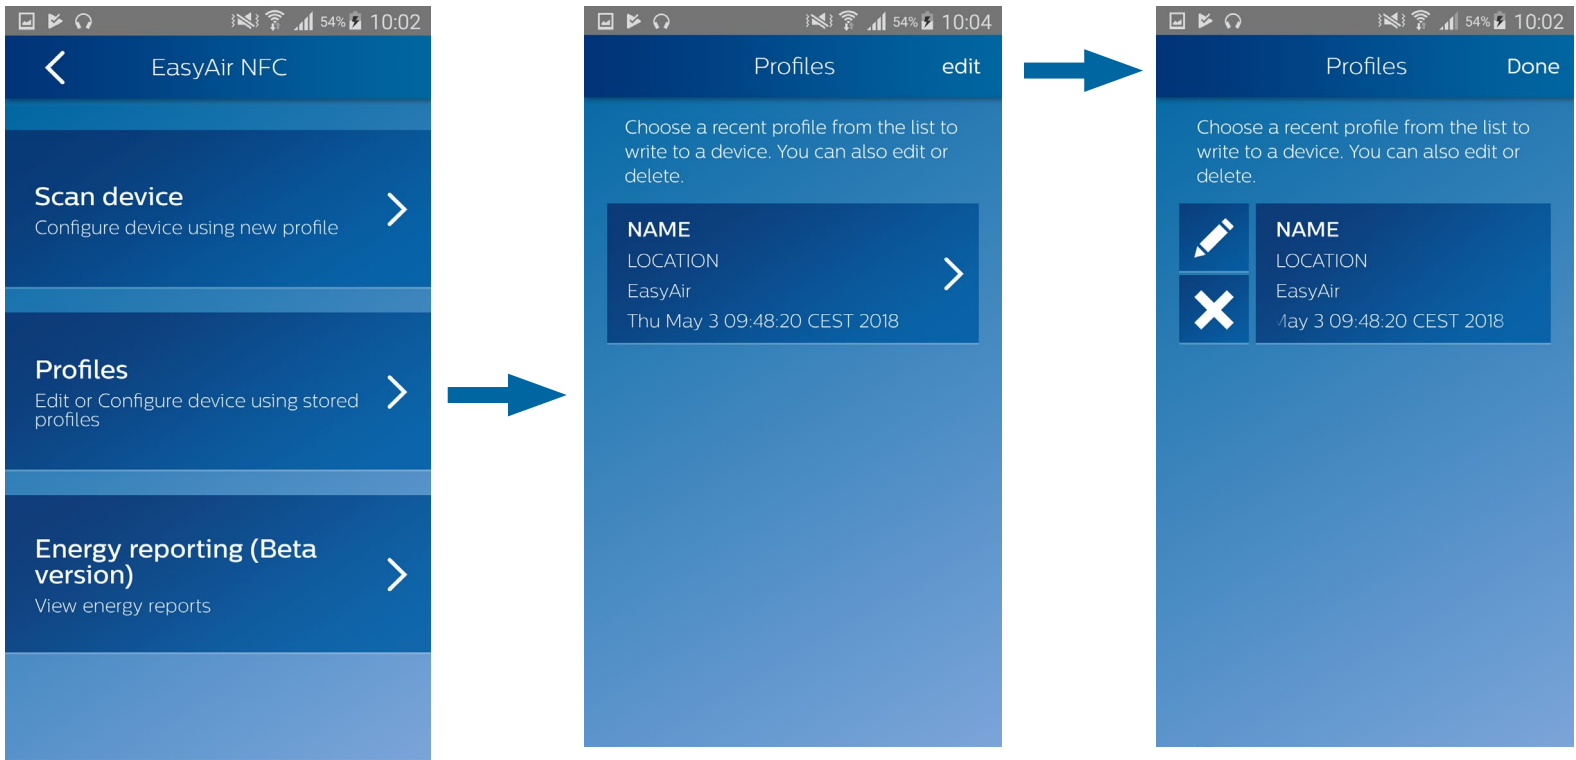 54% 10:02
EasyAir NFC
Scan device
Configure device using new profile
Profiles
Edit or Configure device using stored
profiles
Energy reporting (Beta
version)
View energy reports
54% 10:04
Profiles edit
Choose a recent profile from the list to
write to a device. You can also edit or
delete.
NAME
LOCATION
EasyAir
Thu May 3 09:48:20 CEST 2018
54% 10:02
Profiles Done
Choose a recent profile from the list to
write to a device. You can also edit or
delete.
NAME
LOCATION
EasyAir
May 3 09:48:20 CEST 2018